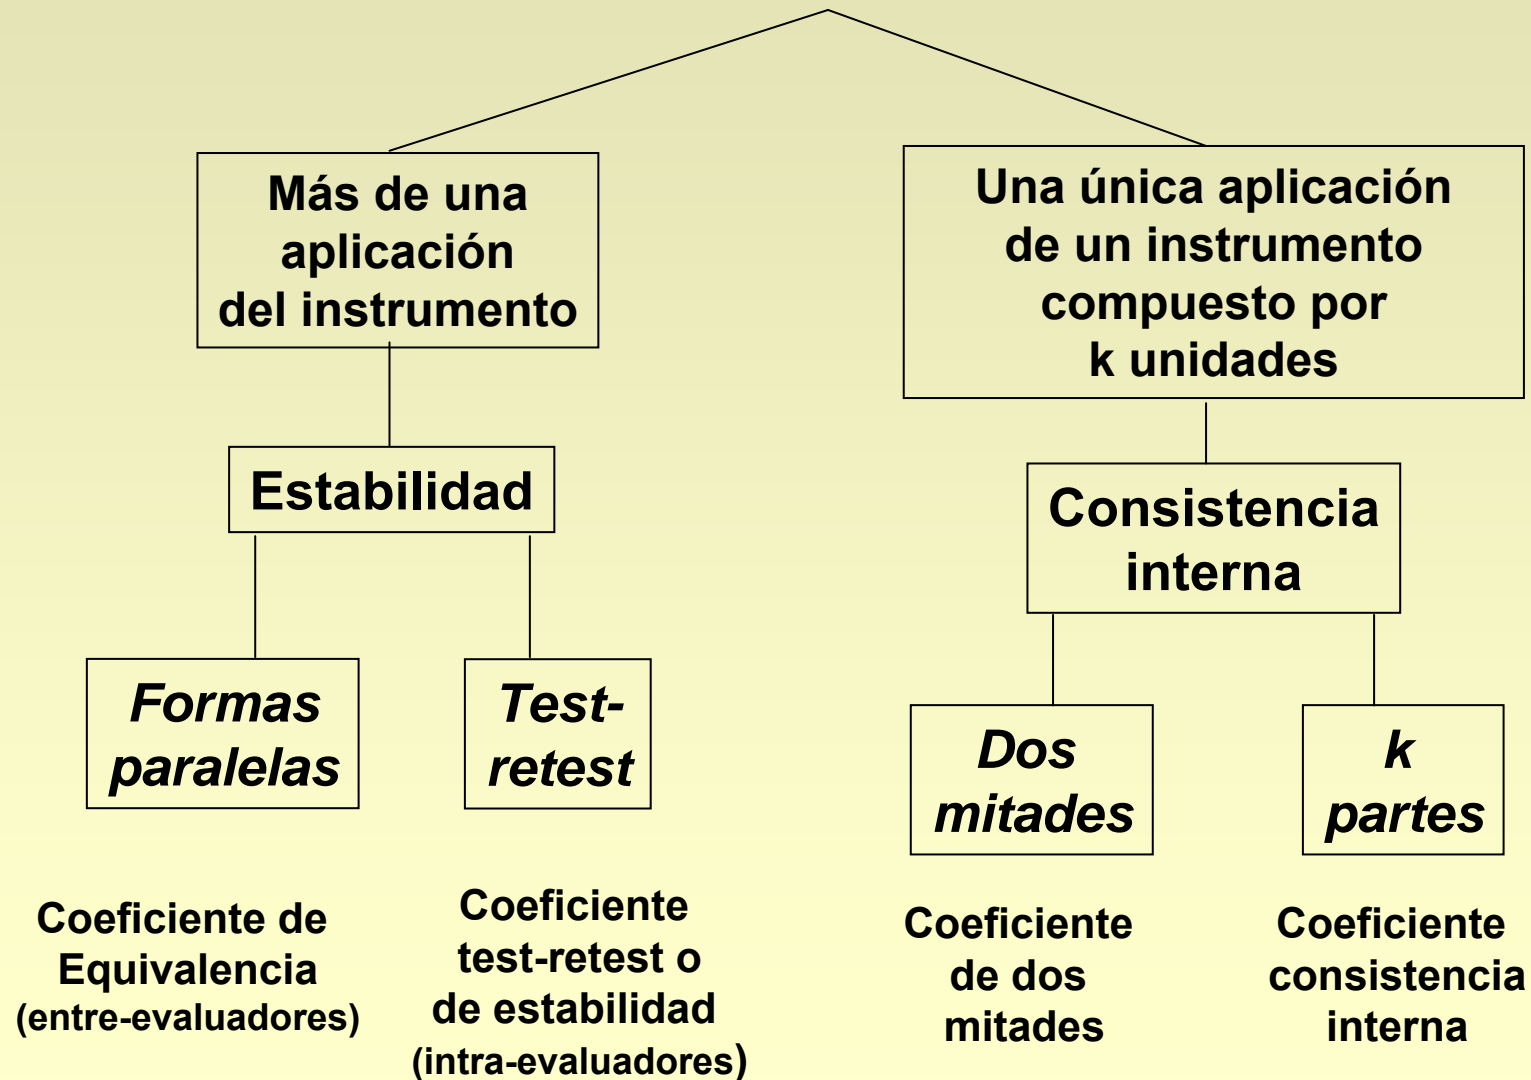 Más de una
aplicación
del instrumento
Una única aplicación
de un instrumento
compuesto por
k unidades
Estabilidad
Consistencia
interna
Formas
paralelas
Test-
retest
Dos
mitades
k
partes
Coeficiente de
Equivalencia
(entre-evaluadores)
Coeficiente
test-retest o
de estabilidad
(intra-evaluadores)
Coeficiente
de dos
mitades
Coeficiente
consistencia
interna